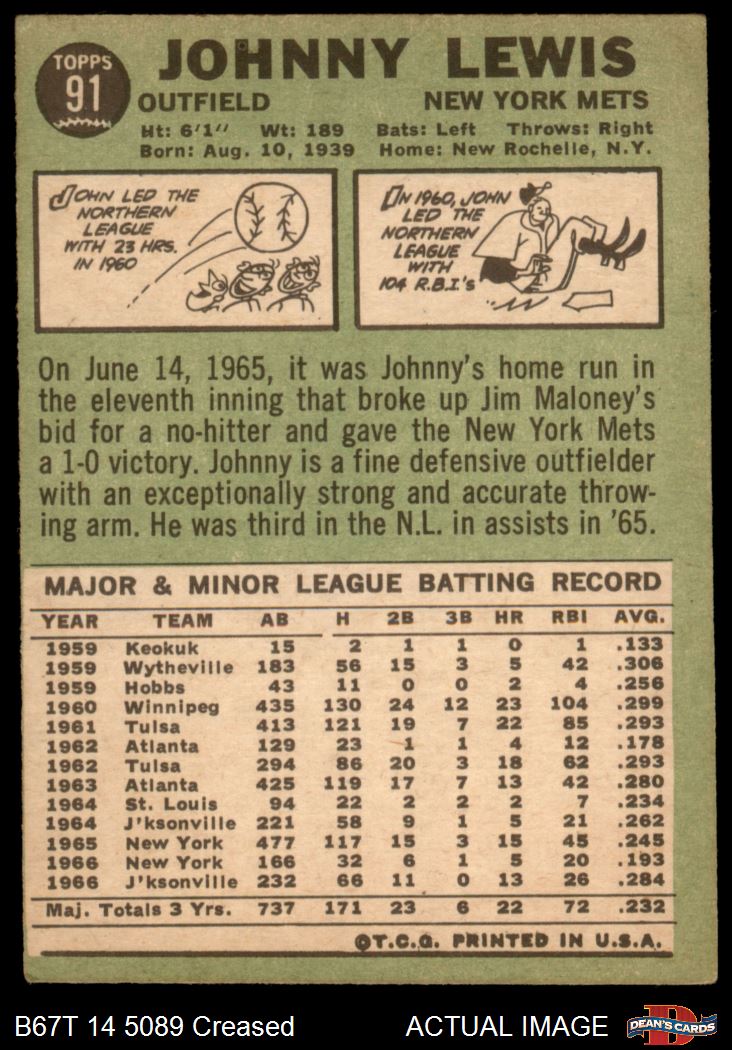 TOPPS
91
JOHNNY LEWIS
OUTFIELD NEW YORK METS
Ht: 6'1" Wt: 189 Bats: Left Throws: Right
Born: Aug. 10, 1939 Home: New Rochelle, N.Y.
JOHN LED THE
NORTHERN
LEAGUE
WITH 23 HRS.
IN 1960
IN 1960, JOHN
LED THE
NORTHERN
LEAGUE
WITH
104 R.B.I.'s
On June 14, 1965, it was Johnny's home run in
the eleventh inning that broke up Jim Maloney's
bid for a no-hitter and gave the New York Mets
a 1-0 victory. Johnny is a fine defensive outfielder
with an exceptionally strong and accurate throw-
ing arm. He was third in the N.L. in assists in '65.
MAJOR & MINOR LEAGUE BATTING RECORD
YEAR TEAM AB H 2B 3B HR RBI AVG.
1959 Keokuk 15 2 1 1 0 1 .133
1959 Wytheville 183 56 15 3 5 42 .306
1959 Hobbs 43 11 0 0 2 4 .256
1960 Winnipeg 435 130 24 12 23 104 .299
1961 Tulsa 413 121 19 7 22 85 .293
1962 Atlanta 129 23 1 1 4 12 .178
1962 Tulsa 294 86 20 3 18 62 .293
1963 Atlanta 425 119 17 7 13 42 .280
1964 St. Louis 94 22 2 2 2 7 .234
1964 J'ksonville 221 58 9 1 5 21 .262
1965 New York 477 117 15 3 15 45 .245
1966 New York 166 32 6 1 5 20 .193
1966 J'ksonville 232 66 11 0 13 26 .284
Maj. Totals 3 Yrs. 737 171 23 6 22 72 .232
©T.C.G. PRINTED IN U.S.A.
B67T 14 5089 Creased ACTUAL IMAGE
D
DEAN'S CARDS